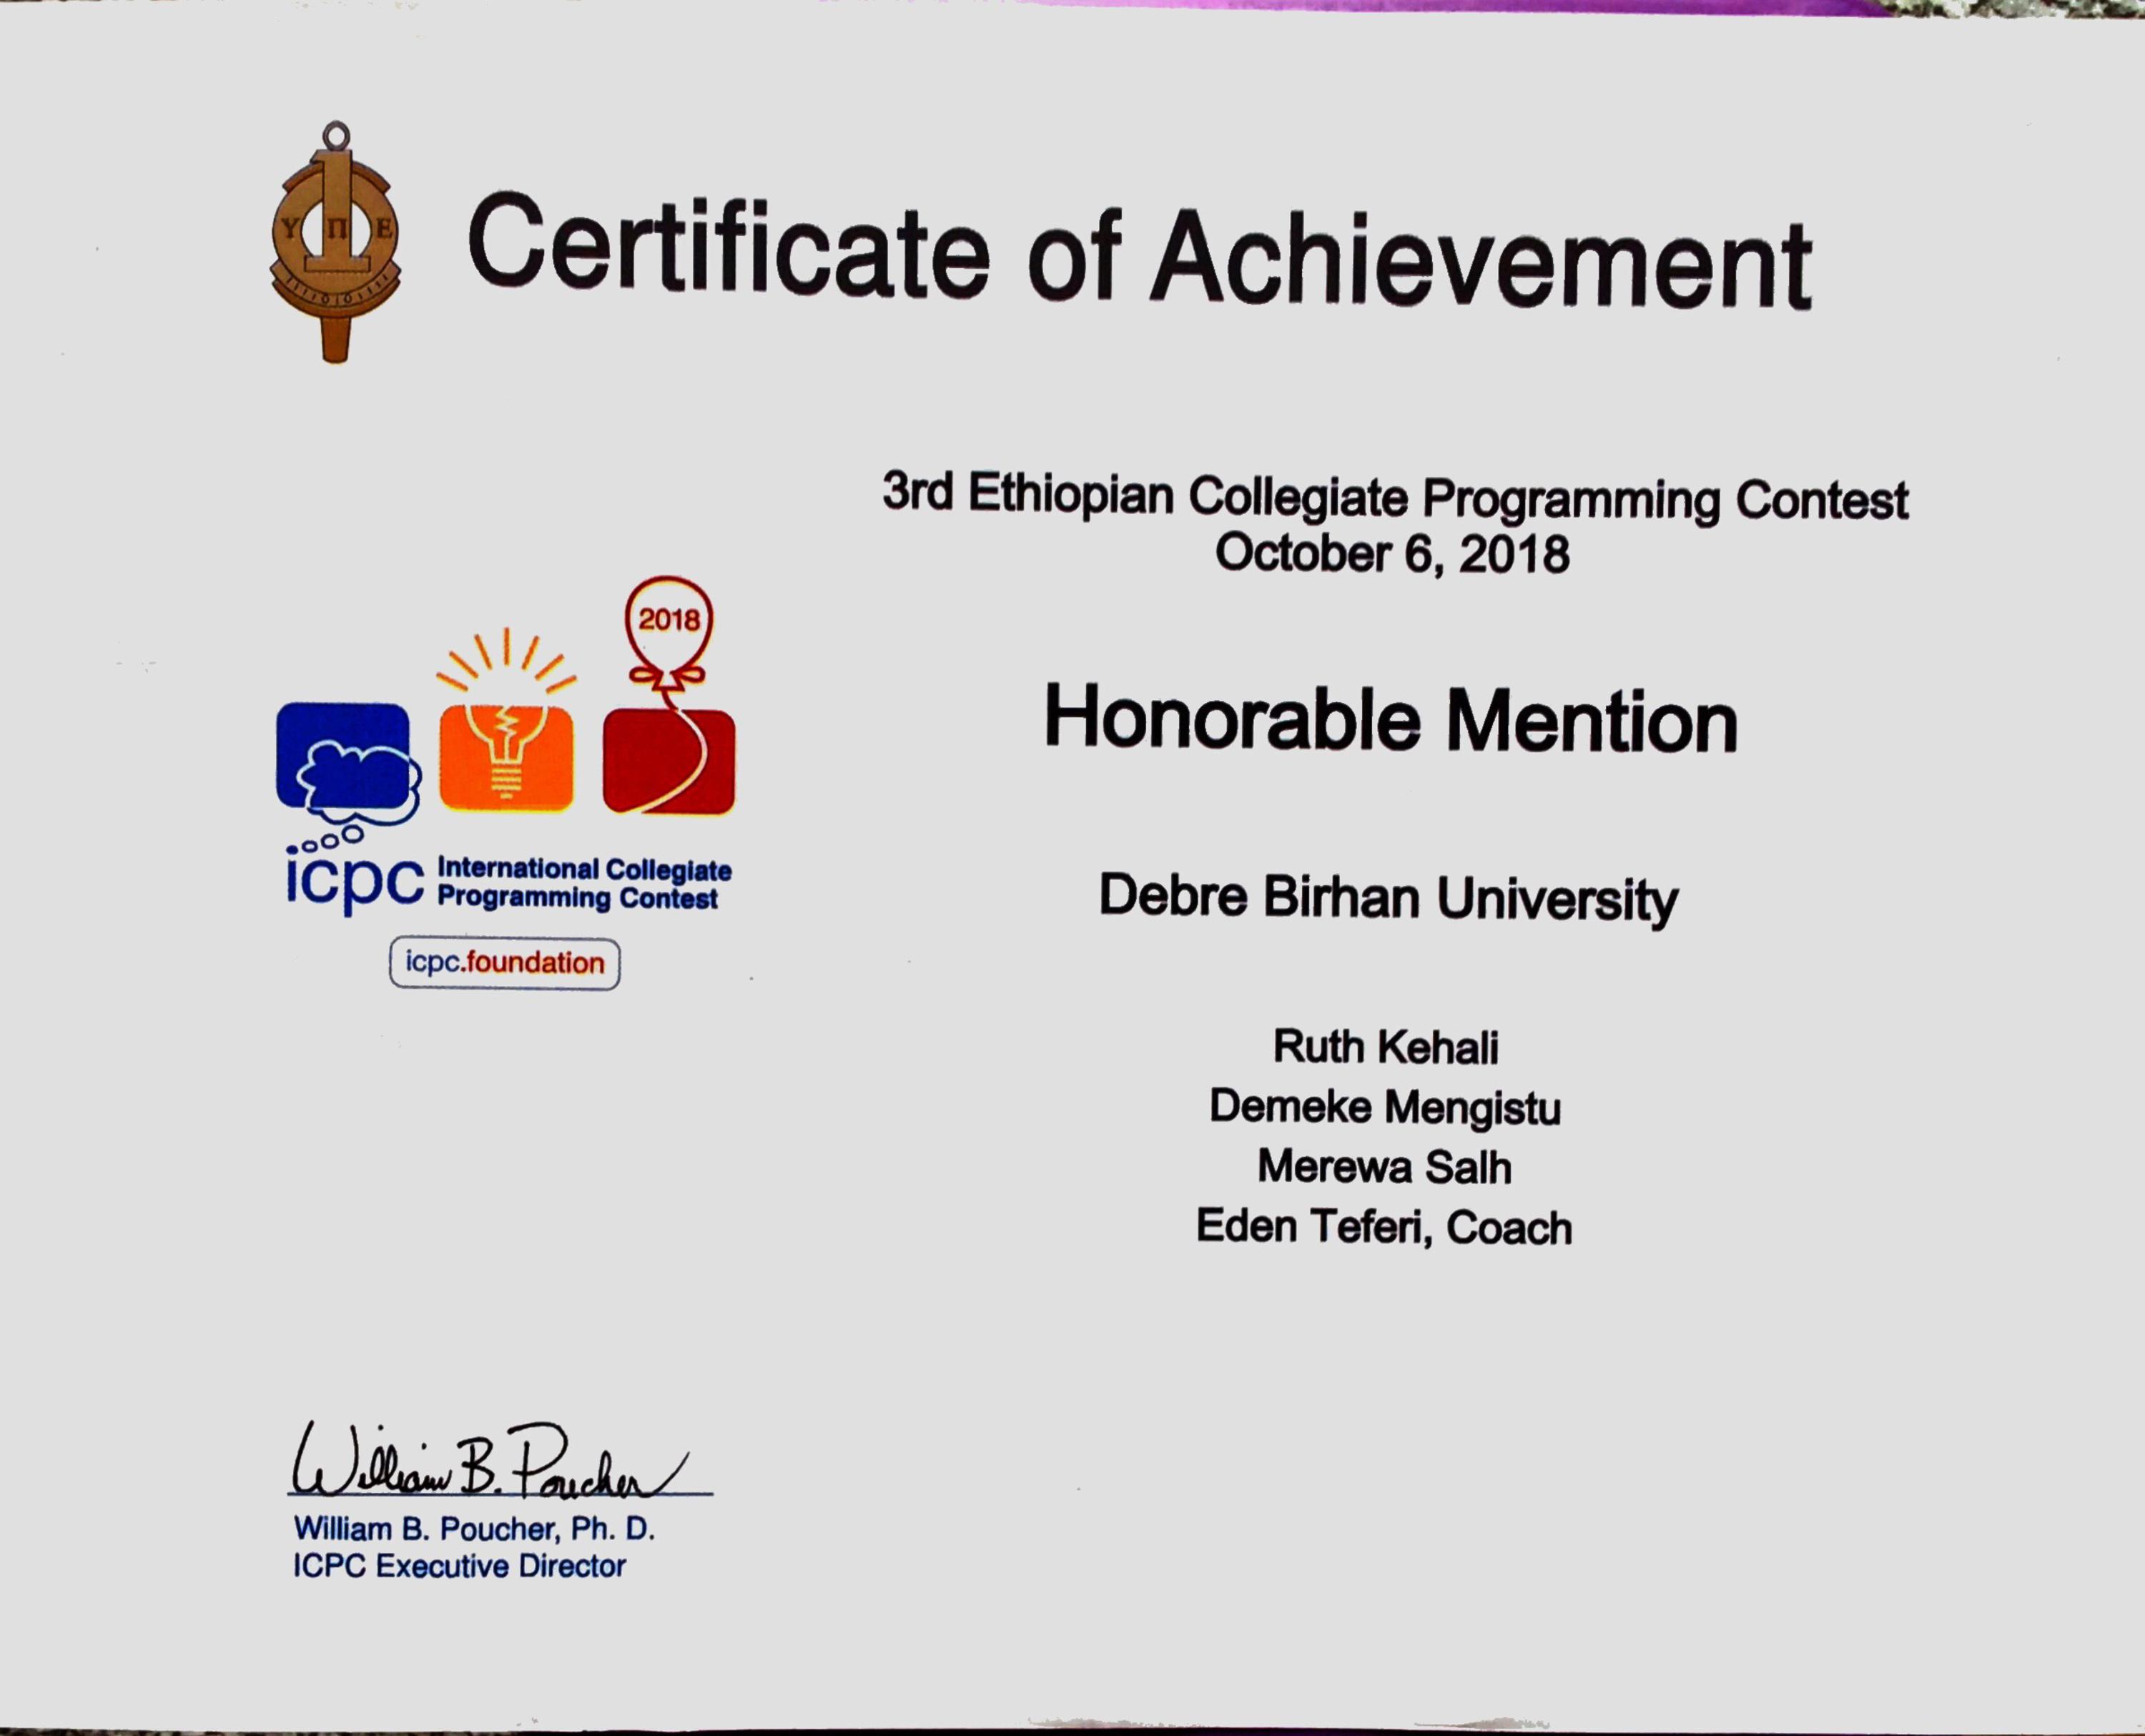 Υ Π Ε
Certificate of Achievement
3rd Ethiopian Collegiate Programming Contest
October 6, 2018
2018
Honorable Mention
icpc International Collegiate
Programming Contest
icpc.foundation
Debre Birhan University
Ruth Kehali
Demeke Mengistu
Merewa Salh
Eden Teferi, Coach
William B. Poucher
William B. Poucher, Ph. D.
ICPC Executive Director